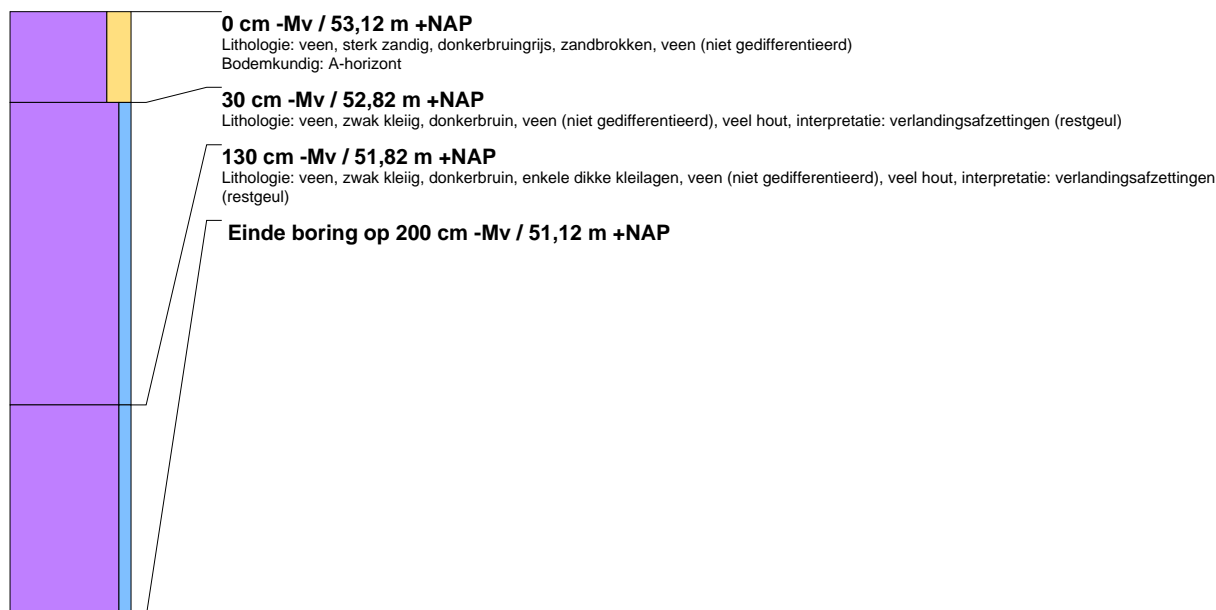 0 cm -Mv / 53,12 m +NAP
Lithologie: veen, sterk zandig, donkerbruingrijs, zandbrokken, veen (niet gedifferentieerd)
Bodemkundig: A-horizont
30 cm -Mv / 52,82 m +NAP
Lithologie: veen, zwak kleiig, donkerbruin, veen (niet gedifferentieerd), veel hout, interpretatie: verlandingsafzettingen (restgeul)
130 cm -Mv / 51,82 m +NAP
Lithologie: veen, zwak kleiig, donkerbruin, enkele dikke kleilagen, veen (niet gedifferentieerd), veel hout, interpretatie: verlandingsafzettingen
(restgeul)
Einde boring op 200 cm -Mv / 51,12 m +NAP